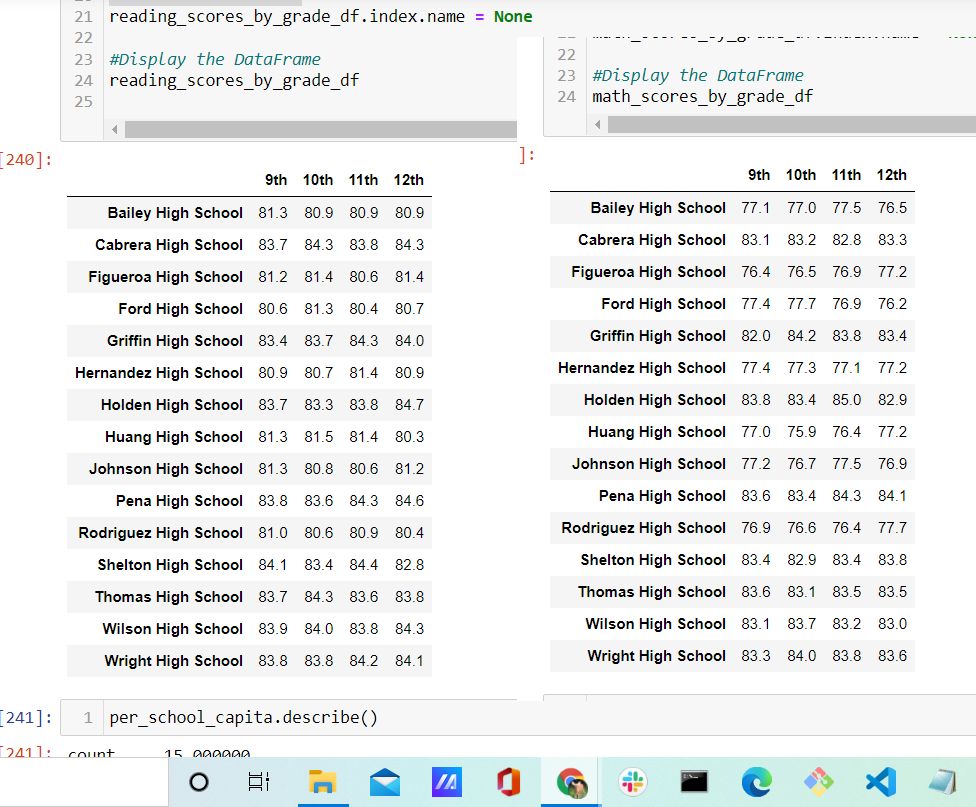 21 reading_scores_by_grade_df.index.name = None
22
23 #Display the DataFrame
24 reading_scores_by_grade_df
25
[240]:
9th 10th 11th 12th
Bailey High School 81.3 80.9 80.9 80.9
Cabrera High School 83.7 84.3 83.8 84.3
Figueroa High School 81.2 81.4 80.6 81.4
Ford High School 80.6 81.3 80.4 80.7
Griffin High School 83.4 83.7 84.3 84.0
Hernandez High School 80.9 80.7 81.4 80.9
Holden High School 83.7 83.3 83.8 84.7
Huang High School 81.3 81.5 81.4 80.3
Johnson High School 81.3 80.8 80.6 81.2
Pena High School 83.8 83.6 84.3 84.6
Rodriguez High School 81.0 80.6 80.9 80.4
Shelton High School 84.1 83.4 84.4 82.8
Thomas High School 83.7 84.3 83.6 83.8
Wilson High School 83.9 84.0 83.8 84.3
Wright High School 83.8 83.8 84.2 84.1
22
23 #Display the DataFrame
24 math_scores_by_grade_df
]:
9th 10th 11th 12th
Bailey High School 77.1 77.0 77.5 76.5
Cabrera High School 83.1 83.2 82.8 83.3
Figueroa High School 76.4 76.5 76.9 77.2
Ford High School 77.4 77.7 76.9 76.2
Griffin High School 82.0 84.2 83.8 83.4
Hernandez High School 77.4 77.3 77.1 77.2
Holden High School 83.8 83.4 85.0 82.9
Huang High School 77.0 75.9 76.4 77.2
Johnson High School 77.2 76.7 77.5 76.9
Pena High School 83.6 83.4 84.3 84.1
Rodriguez High School 76.9 76.6 76.4 77.7
Shelton High School 83.4 82.9 83.4 83.8
Thomas High School 83.6 83.1 83.5 83.5
Wilson High School 83.1 83.7 83.2 83.0
Wright High School 83.3 84.0 83.8 83.6
[241]: 1 per_school_capita.describe()
[241]: count 15.000000